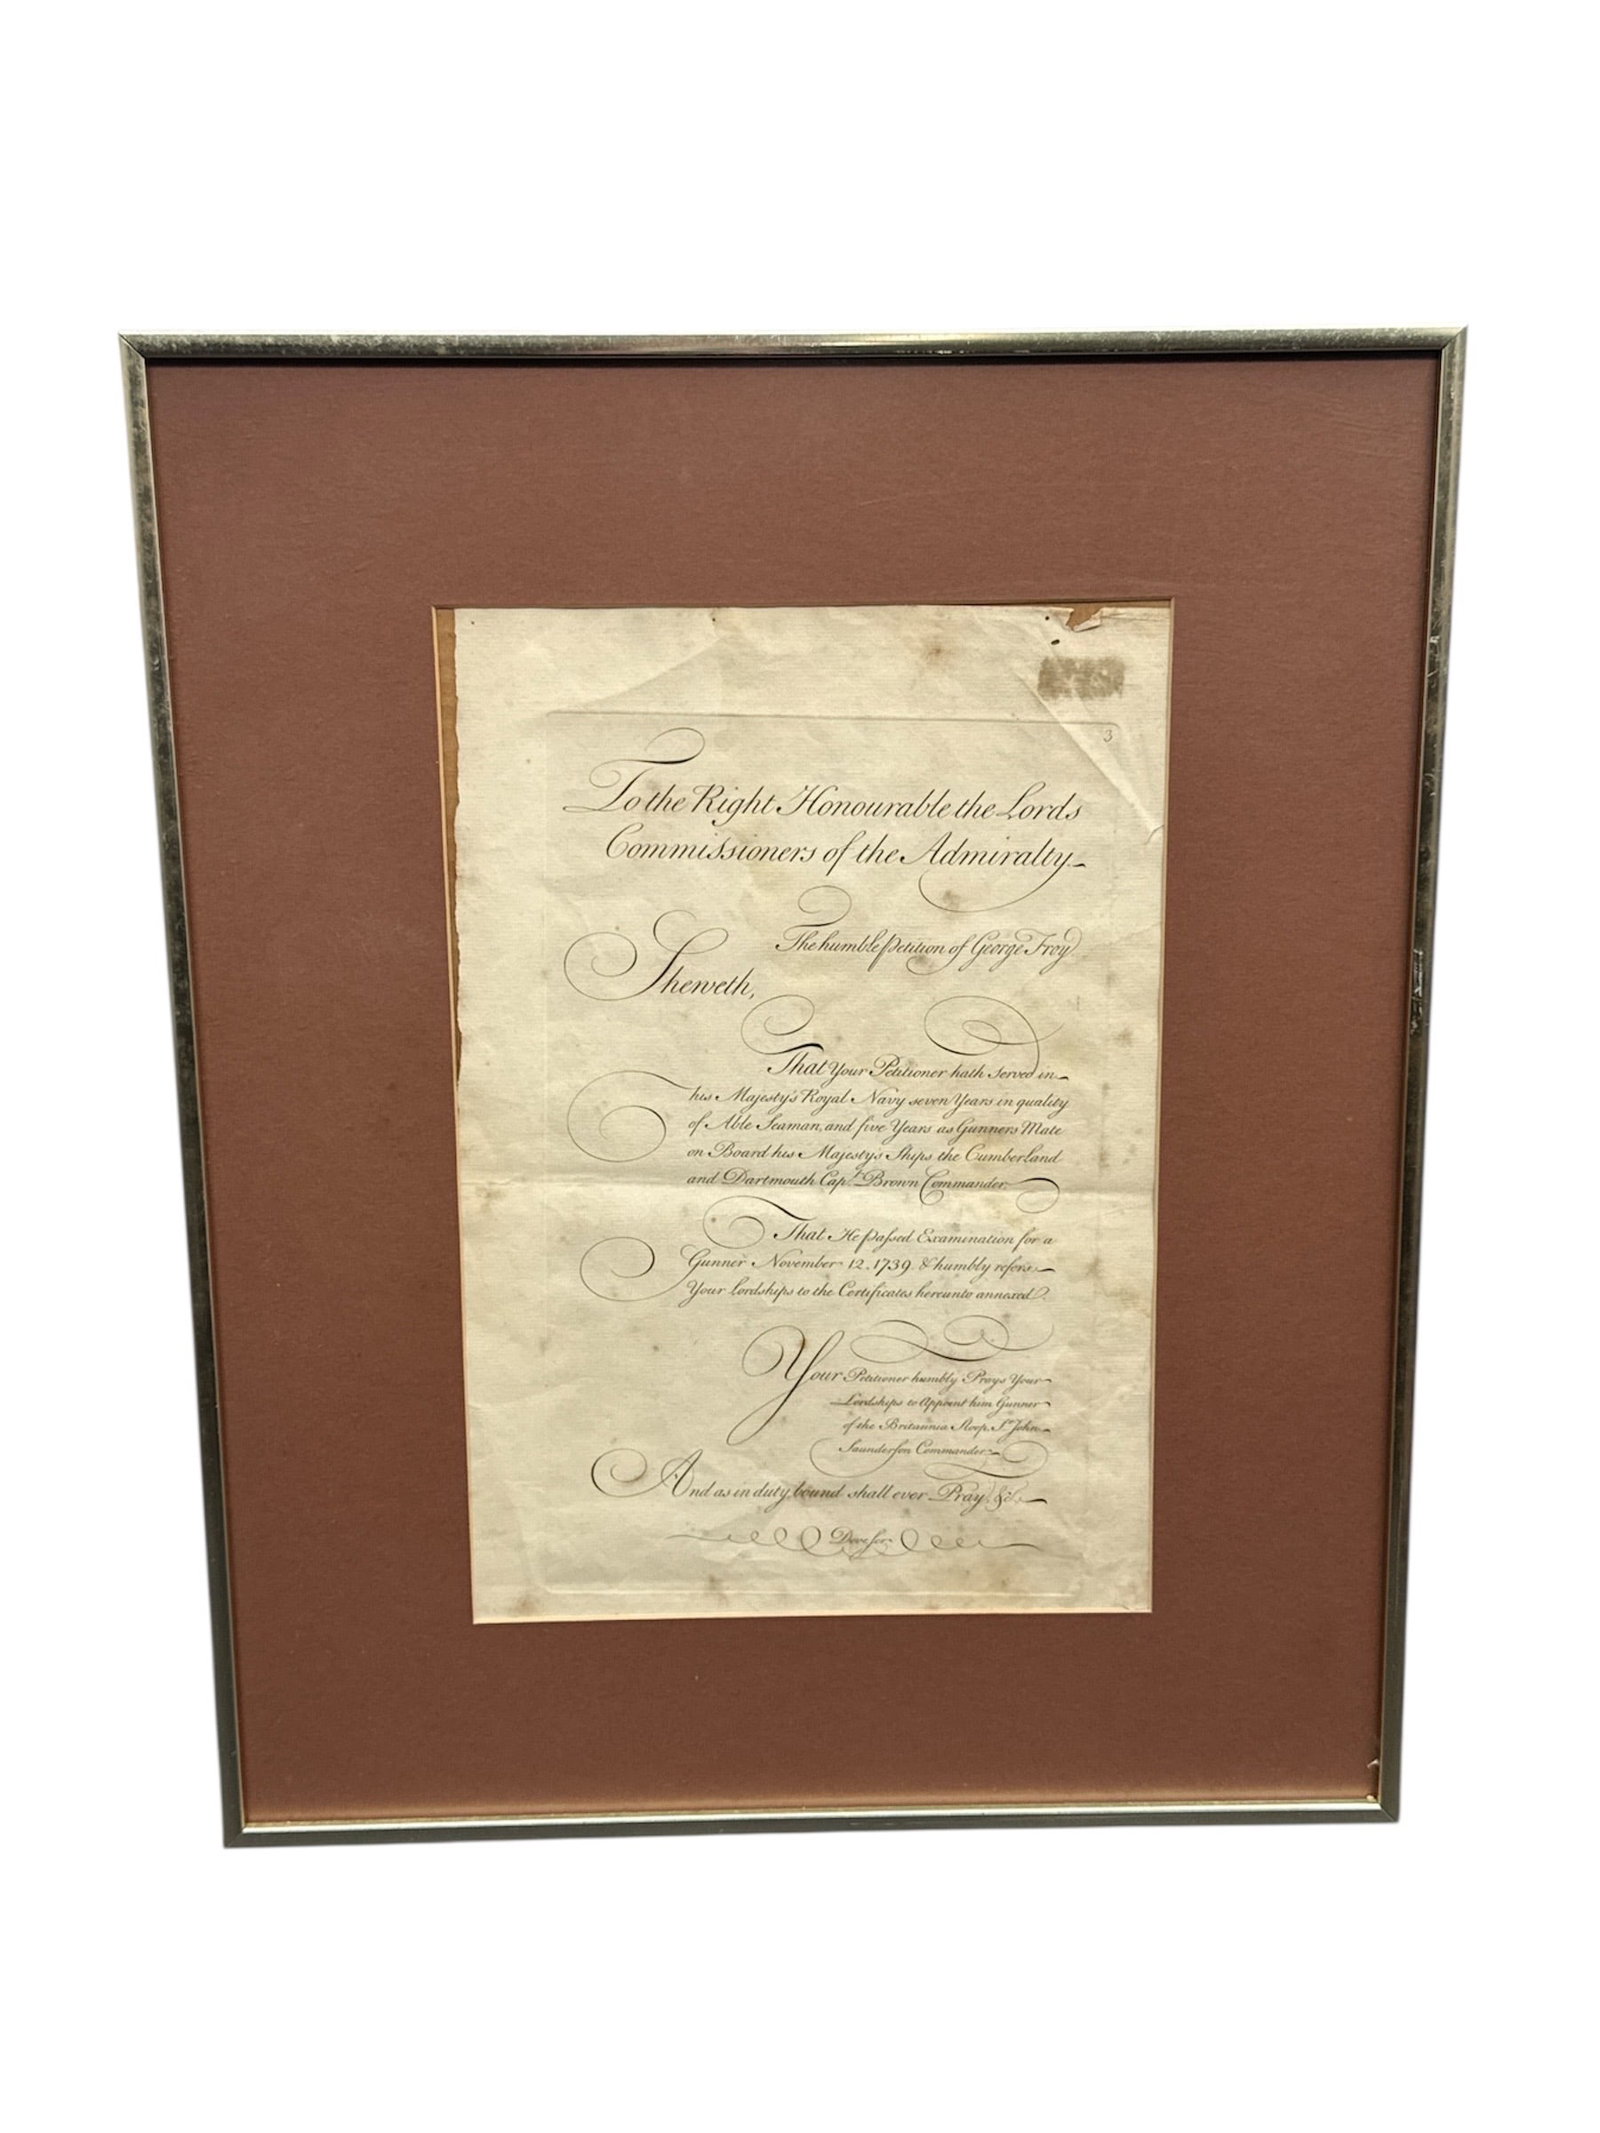 3
To the Right Honourable the Lords
Commissioners of the Admiralty
The humble petition of George Troy
Sheweth,
That Your Petitioner hath served in
his Majesty's Royal Navy seven Years in quality
of Able Seaman, and five Years as Gunners Mate
on Board his Majesty's Ships the Cumberland
and Dartmouth Capt. Brown Commander.
That He paſsed Examination for a
Gunner November 12. 1739. & humbly refers
Your lordships to the Certificates hereunto annexed.
Your Petitioner humbly Prays Your
Lordships to Appoint him Gunner
of the Britannia Sloop, Sr. John
Saunderſon Commander.
And as in duty bound shall ever Pray, &c.